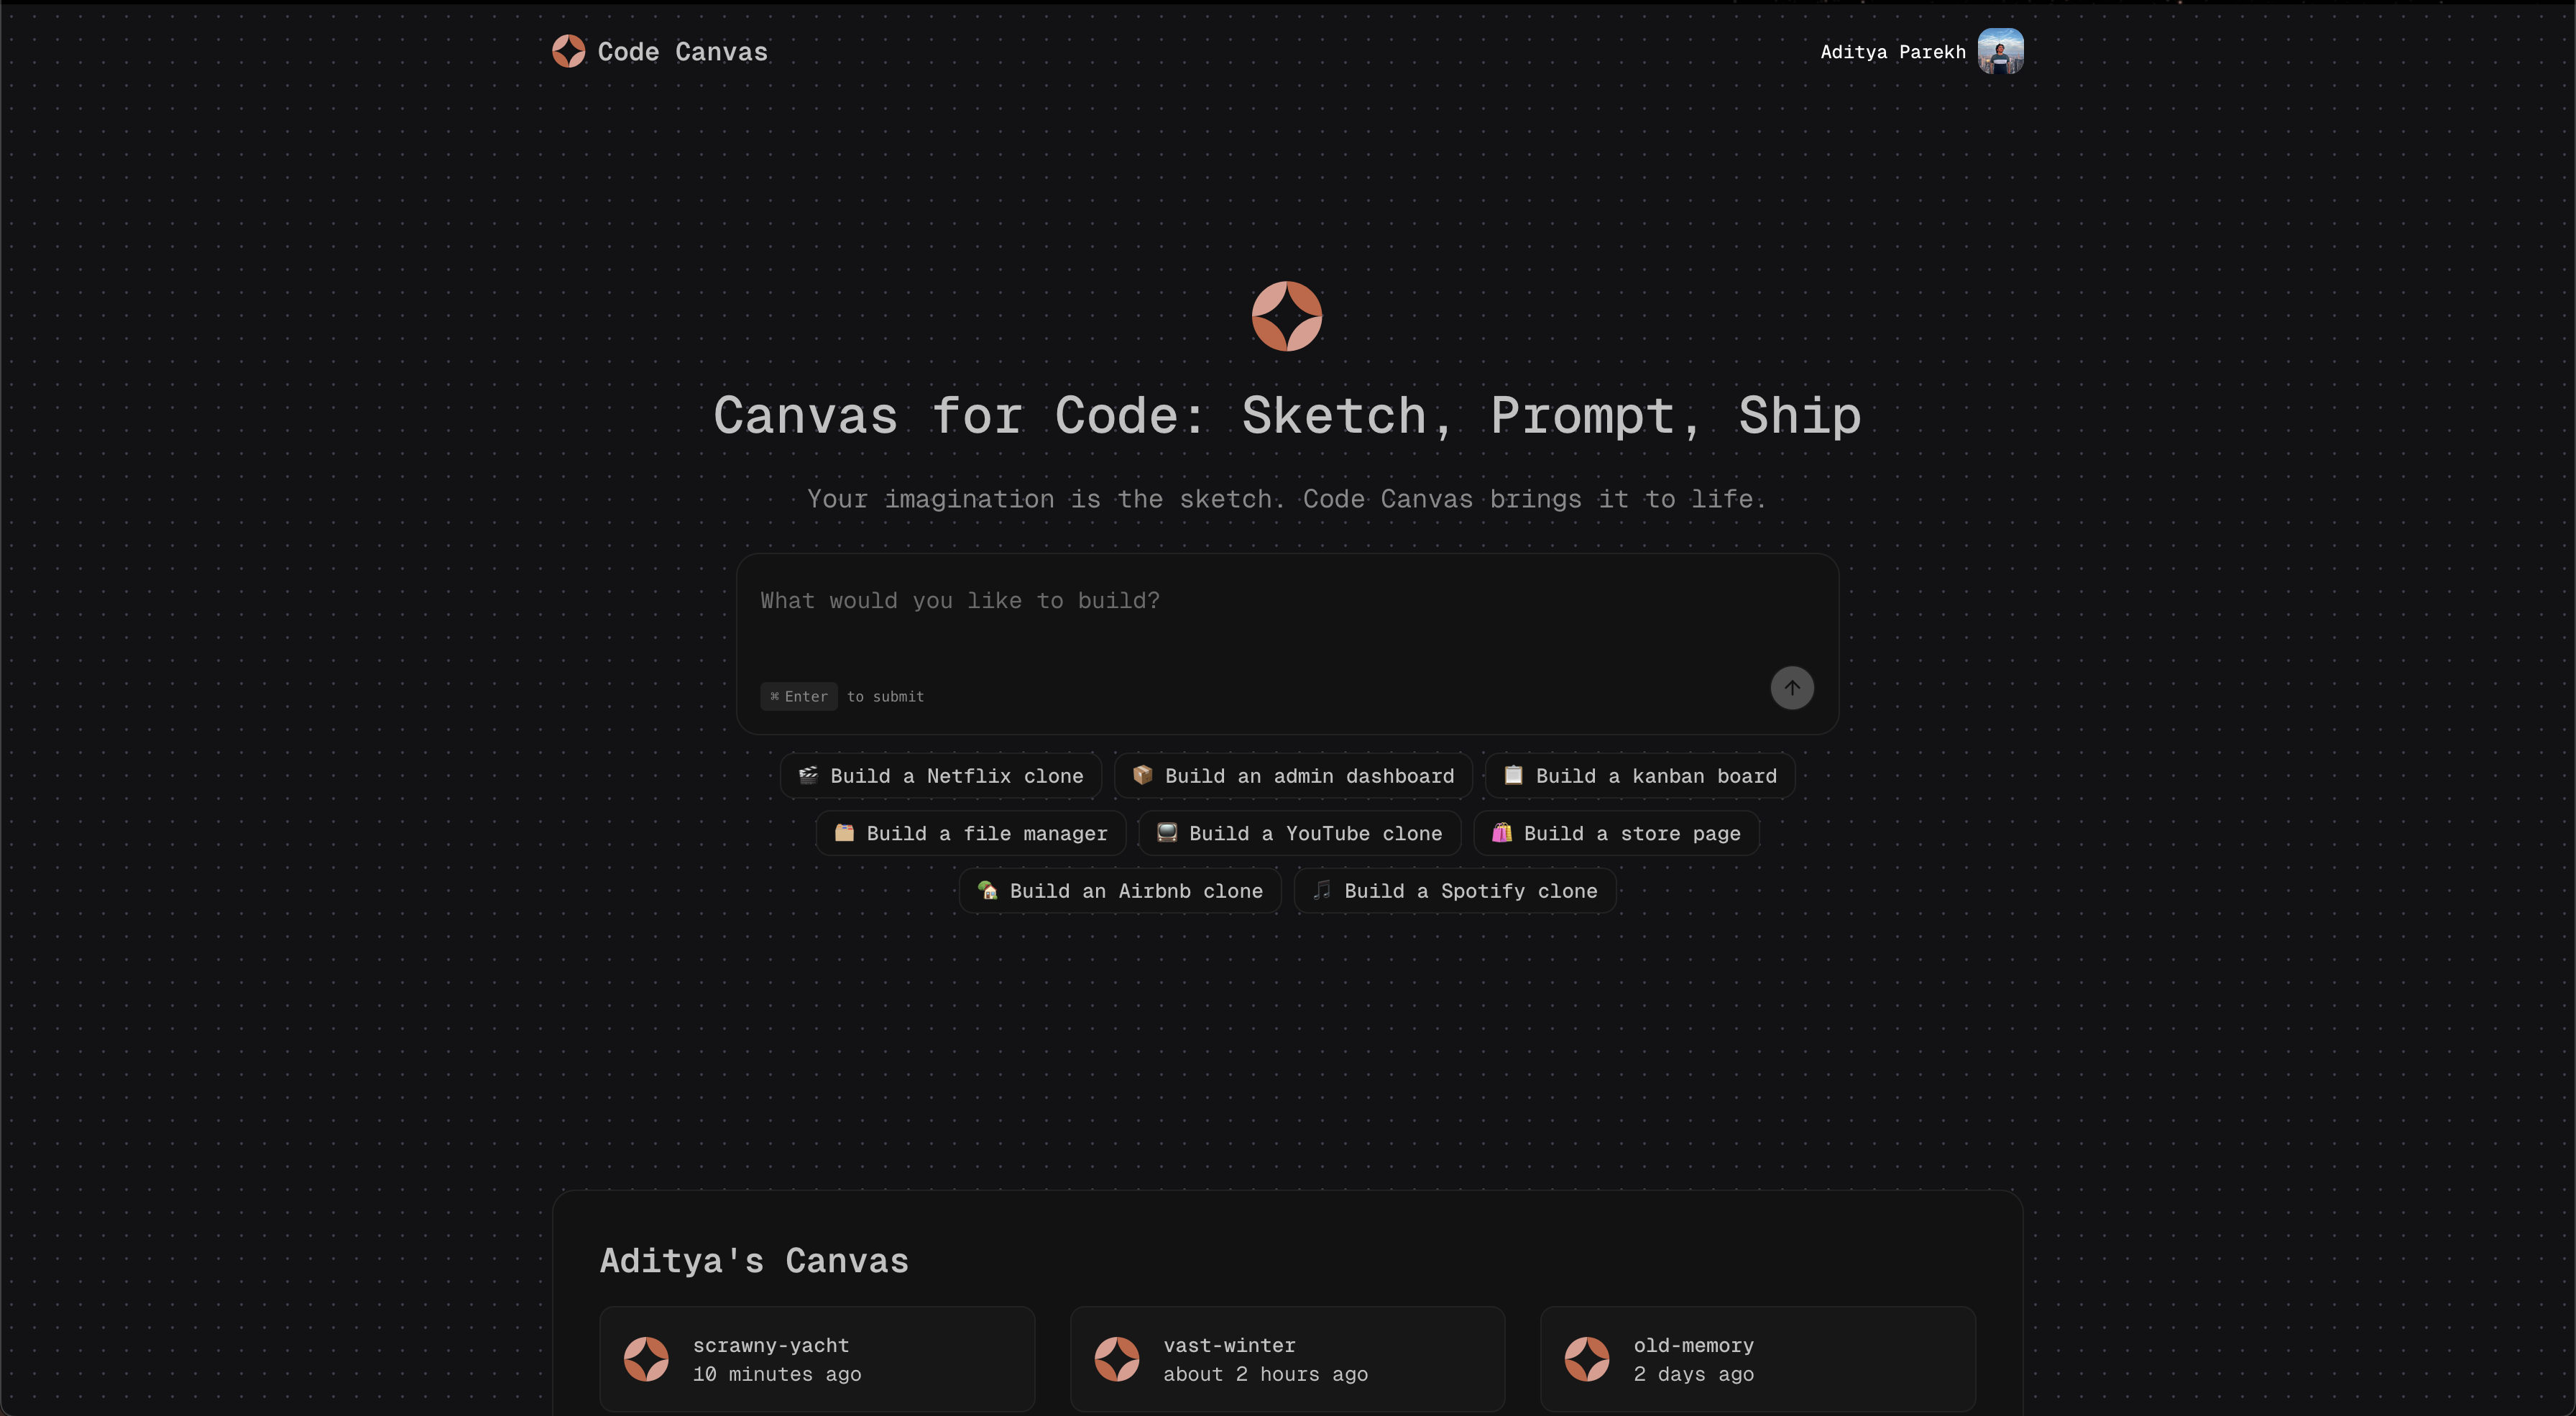 Code Canvas
Aditya Parekh
Canvas for Code: Sketch, Prompt, Ship
Your imagination is the sketch. Code Canvas brings it to life.
What would you like to build?
⌘ Enter to submit
Build a Netflix clone
Build an admin dashboard
Build a kanban board
Build a file manager
Build a YouTube clone
Build a store page
Build an Airbnb clone
Build a Spotify clone
Aditya's Canvas
scrawny-yacht
10 minutes ago
vast-winter
about 2 hours ago
old-memory
2 days ago